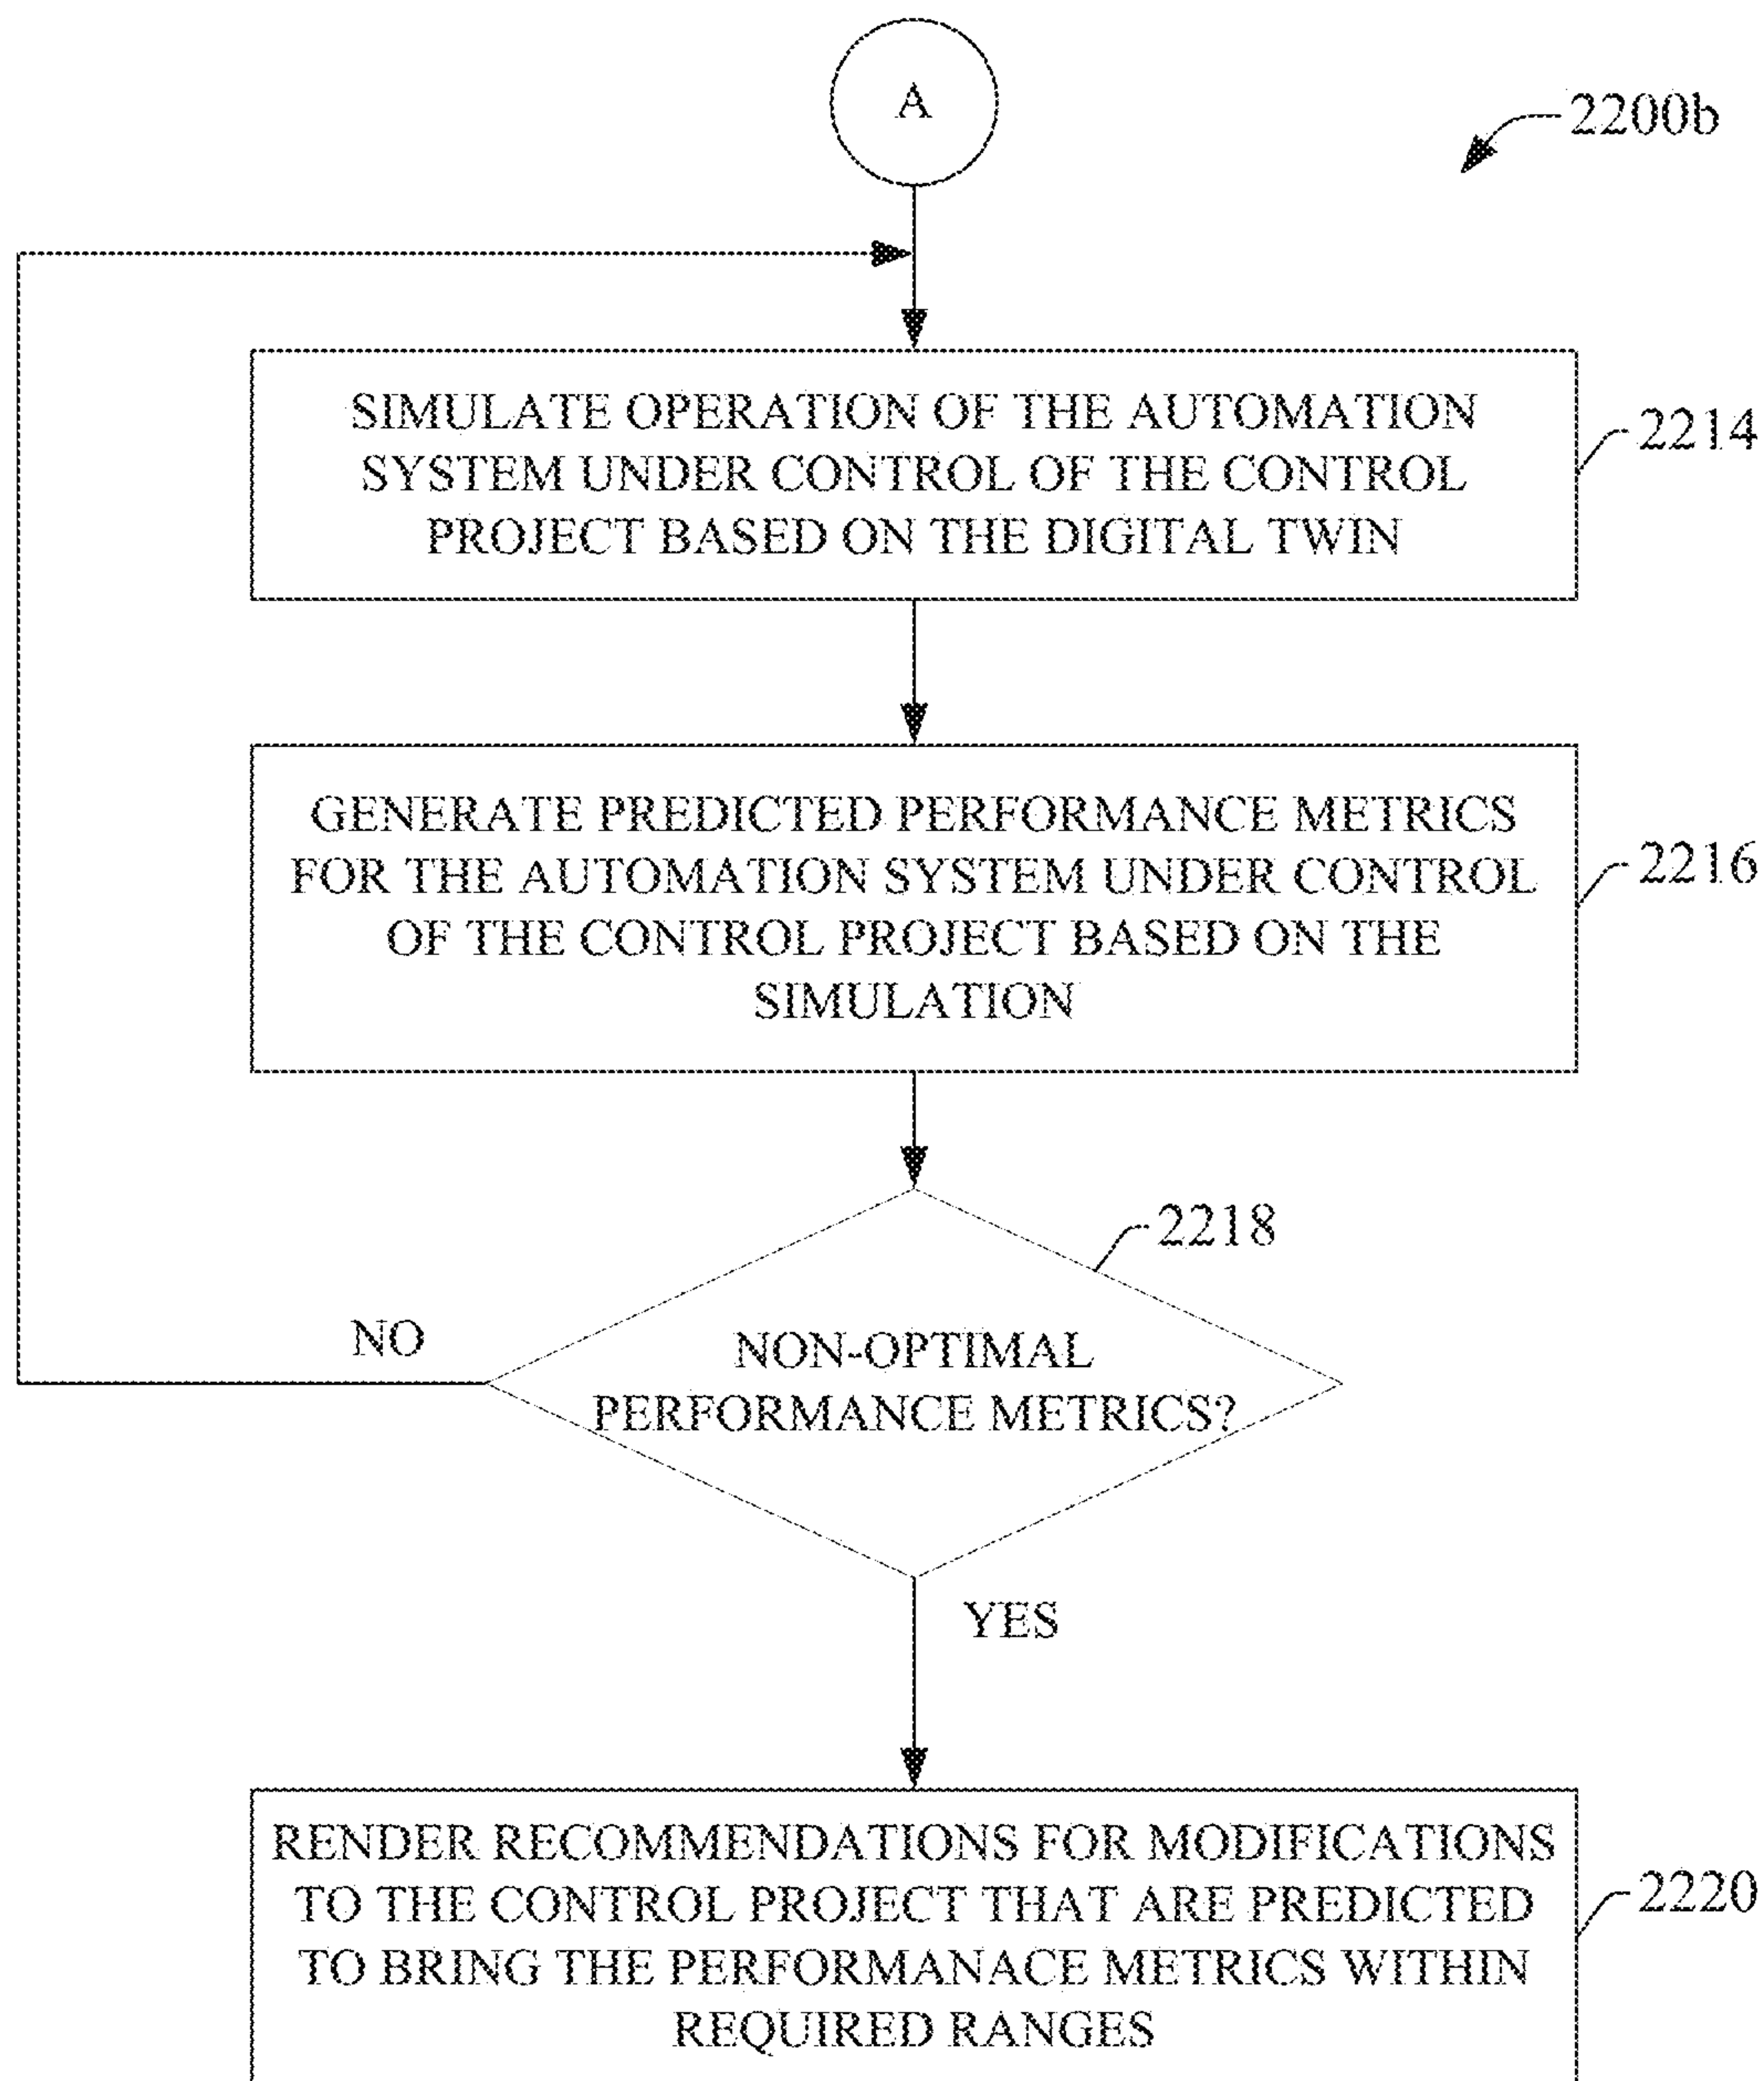 A
2200b
SIMULATE OPERATION OF THE AUTOMATION
SYSTEM UNDER CONTROL OF THE CONTROL
PROJECT BASED ON THE DIGITAL TWIN
2214
GENERATE PREDICTED PERFORMANCE METRICS
FOR THE AUTOMATION SYSTEM UNDER CONTROL
OF THE CONTROL PROJECT BASED ON THE
SIMULATION
2216
2218
NO
NON-OPTIMAL
PERFORMANCE METRICS?
YES
RENDER RECOMMENDATIONS FOR MODIFICATIONS
TO THE CONTROL PROJECT THAT ARE PREDICTED
TO BRING THE PERFORMANACE METRICS WITHIN
REQUIRED RANGES
2220